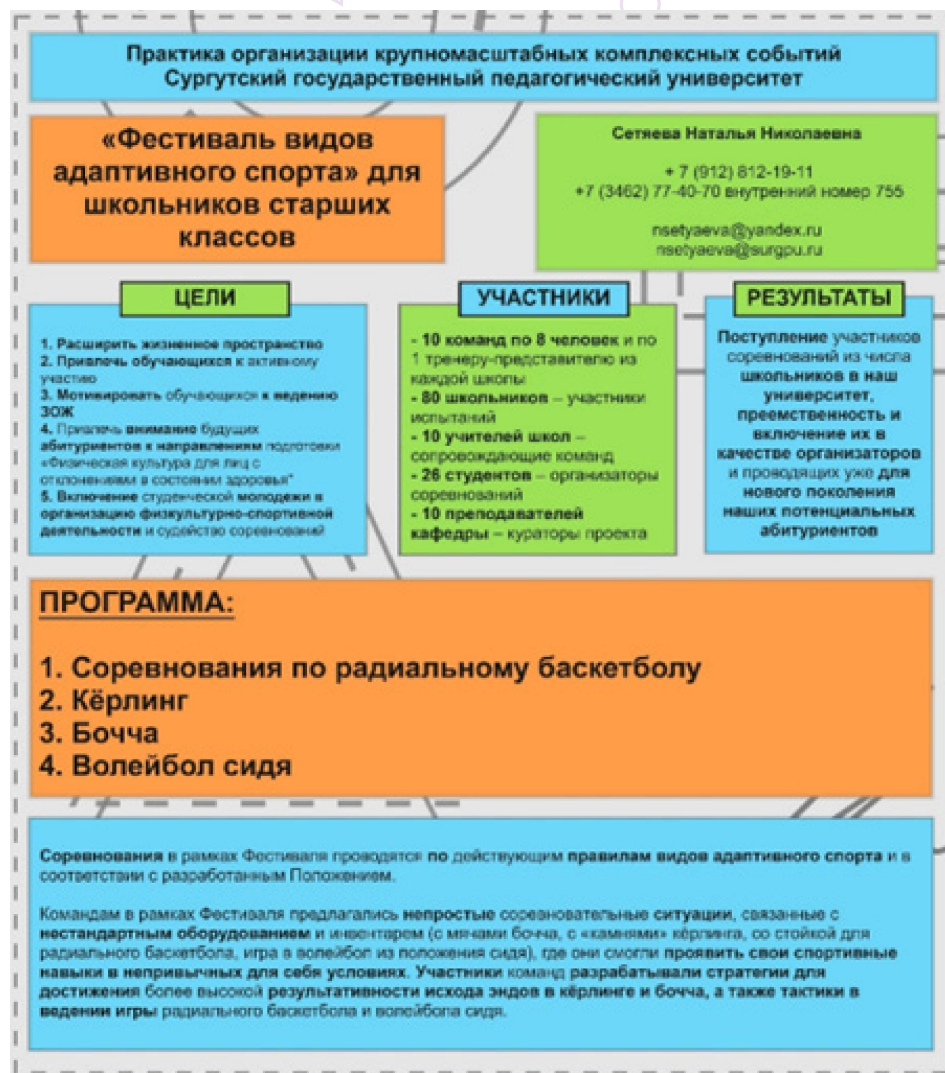 Практика организации крупномасштабных комплексных событий
Сургутский государственный педагогический университет
«Фестиваль видов
адаптивного спорта» для
школьников старших
классов
Сетяева Наталья Николаевна
+ 7 (912) 812-19-11
+7 (3462) 77-40-70 внутренний номер 755
nsetyaeva@yandex.ru
nsetyaeva@surgpu.ru
ЦЕЛИ
1. Расширить жизненное пространство
2. Привлечь обучающихся к активному
участию
3. Мотивировать обучающихся к ведению
ЗОЖ
4. Привлечь внимание будущих
абитуриентов к направлениям подготовки
«Физическая культура для лиц с
отклонениями в состоянии здоровья"
5. Включение студенческой молодежи в
организацию физкультурно-спортивной
деятельности и судейство соревнований
УЧАСТНИКИ
- 10 команд по 8 человек и по
1 тренеру-представителю из
каждой школы
- 80 школьников – участники
испытаний
- 10 учителей школ –
сопровождающие команд
- 26 студентов – организаторы
соревнований
- 10 преподавателей
кафедры – кураторы проекта
РЕЗУЛЬТАТЫ
Поступление участников
соревнований из числа
школьников в наш
университет,
преемственность и
включение их в
качестве организаторов
и проводящих уже для
нового поколения
наших потенциальных
абитуриентов
ПРОГРАММА:
1. Соревнования по радиальному баскетболу
2. Кёрлинг
3. Бочча
4. Волейбол сидя
Соревнования в рамках Фестиваля проводятся по действующим правилам видов адаптивного спорта и в
соответствии с разработанным Положением.
Командам в рамках Фестиваля предлагались непростые соревновательные ситуации, связанные с
нестандартным оборудованием и инвентарем (с мячами бочча, с «камнями» кёрлинга, со стойкой для
радиального баскетбола, игра в волейбол из положения сидя), где они смогли проявить свои спортивные
навыки в непривычных для себя условиях. Участники команд разрабатывали стратегии для
достижения более высокой результативности исхода эндов в кёрлинге и бочча, а также тактики в
ведении игры радиального баскетбола и волейбола сидя.